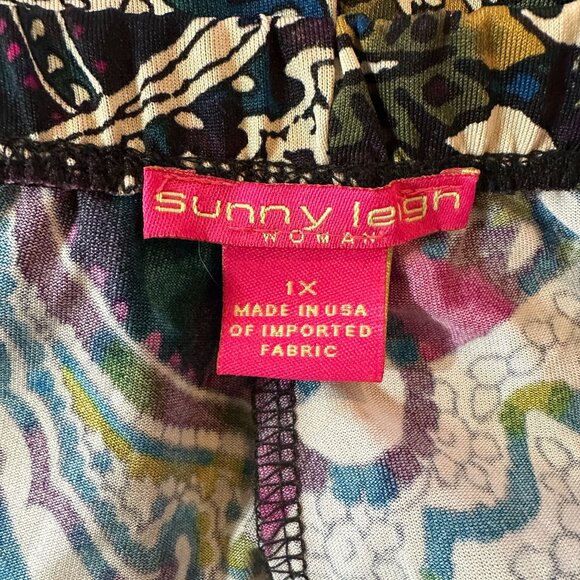 sunny leigh
WOMAN
1X
MADE IN USA
OF IMPORTED
FABRIC